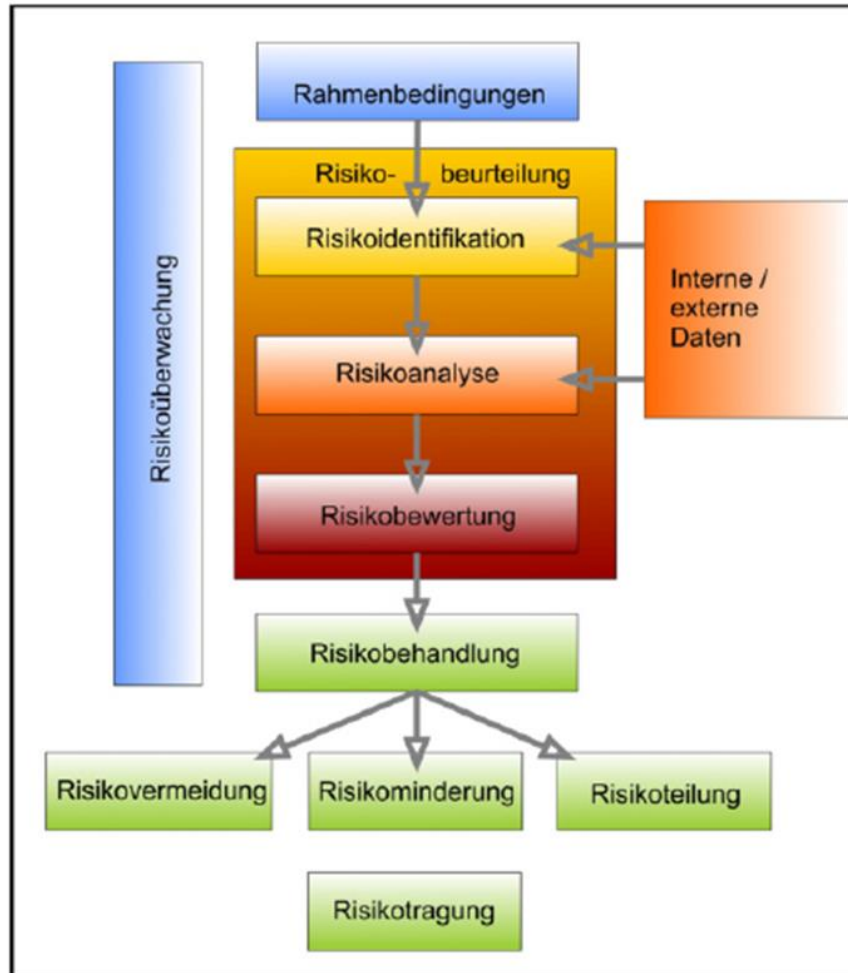 Rahmenbedingungen
Risiko- beurteilung
Risikoidentifikation
Interne /
externe
Daten
Risikoüberwachung
Risikoanalyse
Risikobewertung
Risikobehandlung
Risikovermeidung
Risikominderung
Risikoteilung
Risikotragung